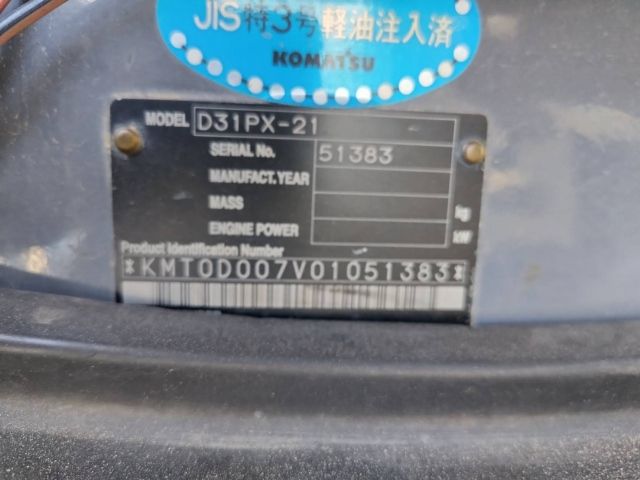 JIS特3号軽油注入済
KOMATSU
MODEL D31PX-21
SERIAL No. 51383
MANUFACT. YEAR
MASS kg
ENGINE POWER kW
Product Identification Number
*KMT0D007V01051383*